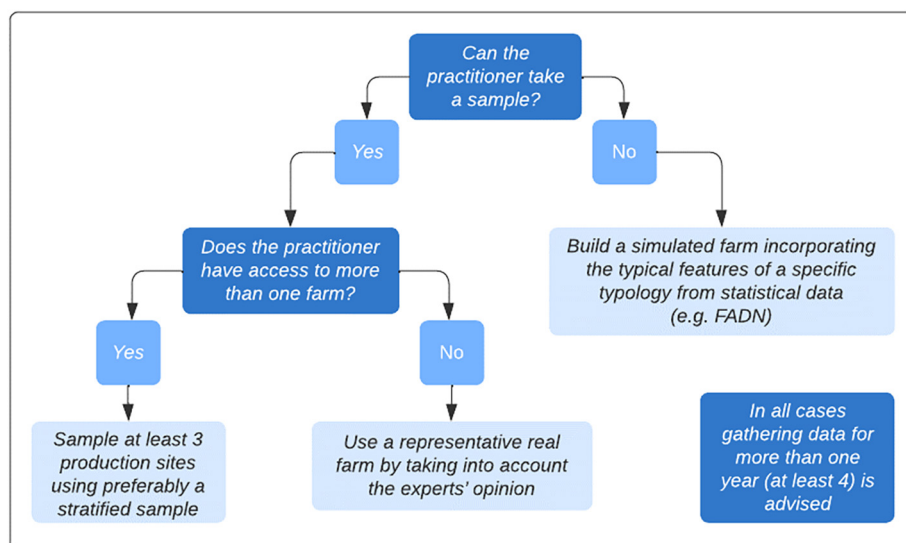 Can the
practitioner take
a sample?
Yes
No
Does the practitioner
have access to more
than one farm?
Build a simulated farm incorporating
the typical features of a specific
typology from statistical data
(e.g. FADN)
Yes
No
Sample at least 3
production sites
using preferably a
stratified sample
Use a representative real
farm by taking into account
the experts' opinion
In all cases
gathering data for
more than one
year (at least 4) is
advised